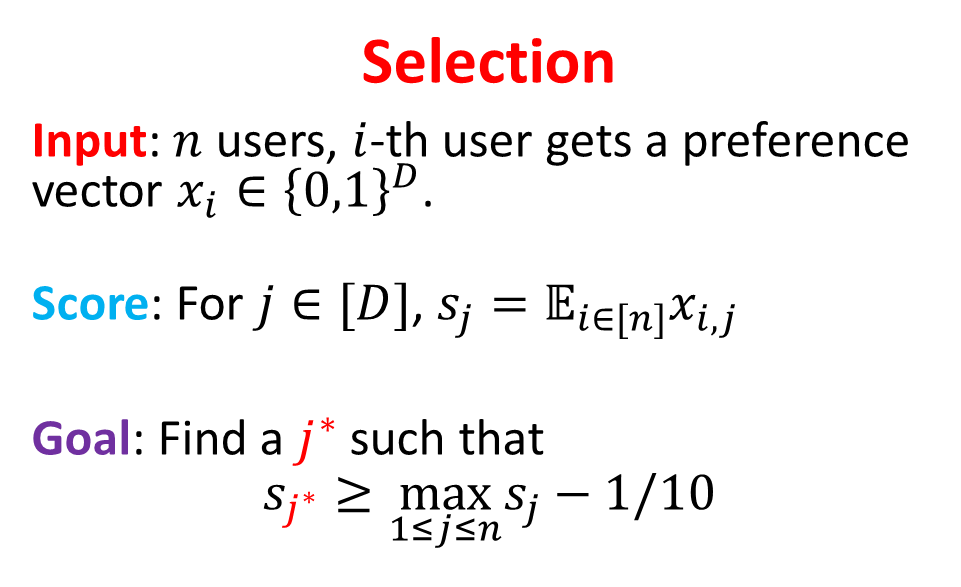 Selection
Input: n users, i-th user gets a preference
vector x_i ∈ {0,1}^D.
Score: For j ∈ [D], s_j = 𝔼_{i∈[n]} x_{i,j}
Goal: Find a j* such that
s_{j*} ≥ max_{1≤j≤n} s_j − 1/10